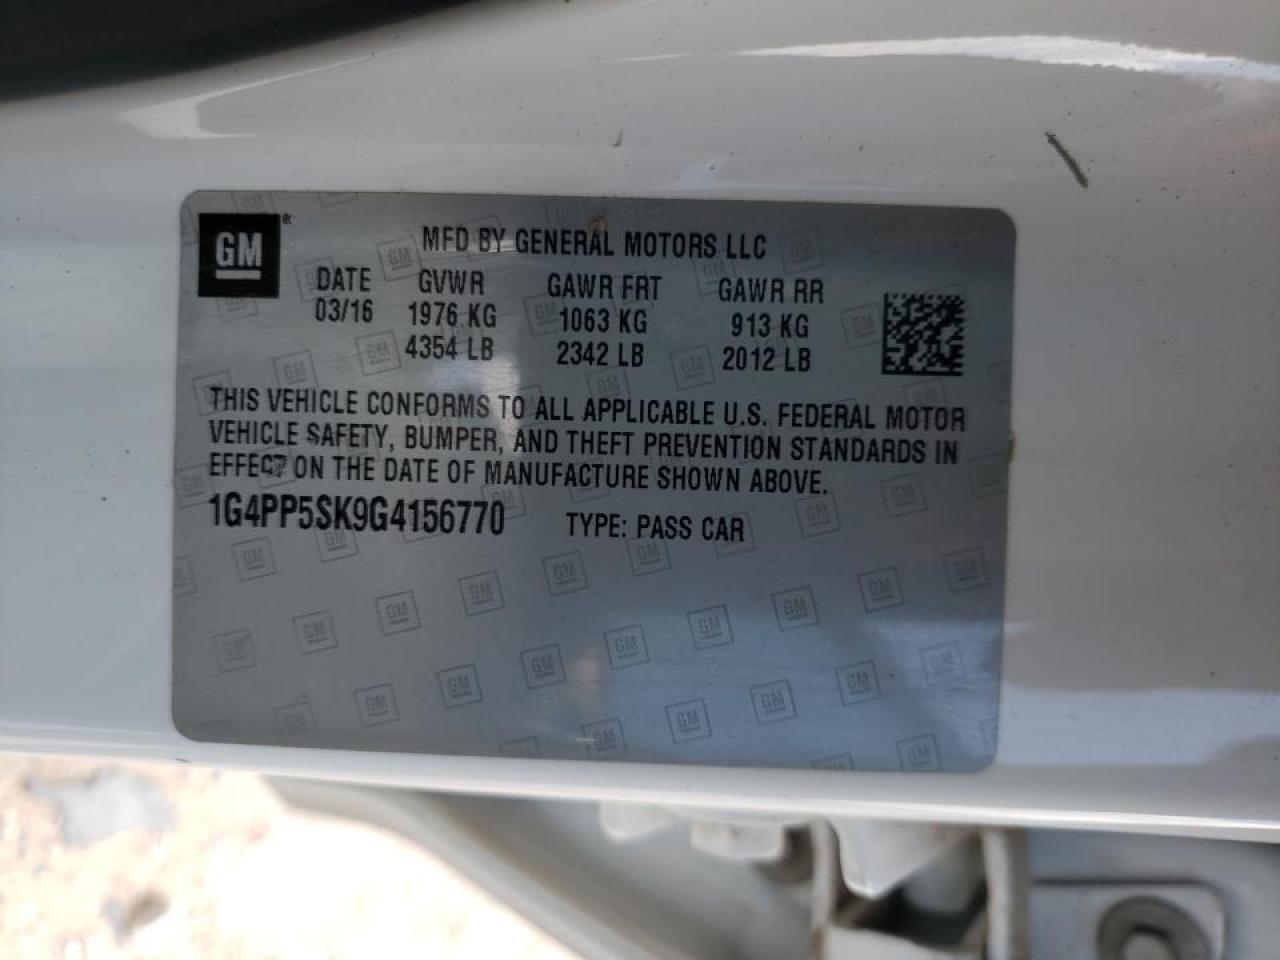 GM ®
MFD BY GENERAL MOTORS LLC
DATE GVWR GAWR FRT GAWR RR
03/16 1976 KG 1063 KG 913 KG
4354 LB 2342 LB 2012 LB
THIS VEHICLE CONFORMS TO ALL APPLICABLE U.S. FEDERAL MOTOR
VEHICLE SAFETY, BUMPER, AND THEFT PREVENTION STANDARDS IN
EFFECT ON THE DATE OF MANUFACTURE SHOWN ABOVE.
1G4PP5SK9G4156770 TYPE: PASS CAR